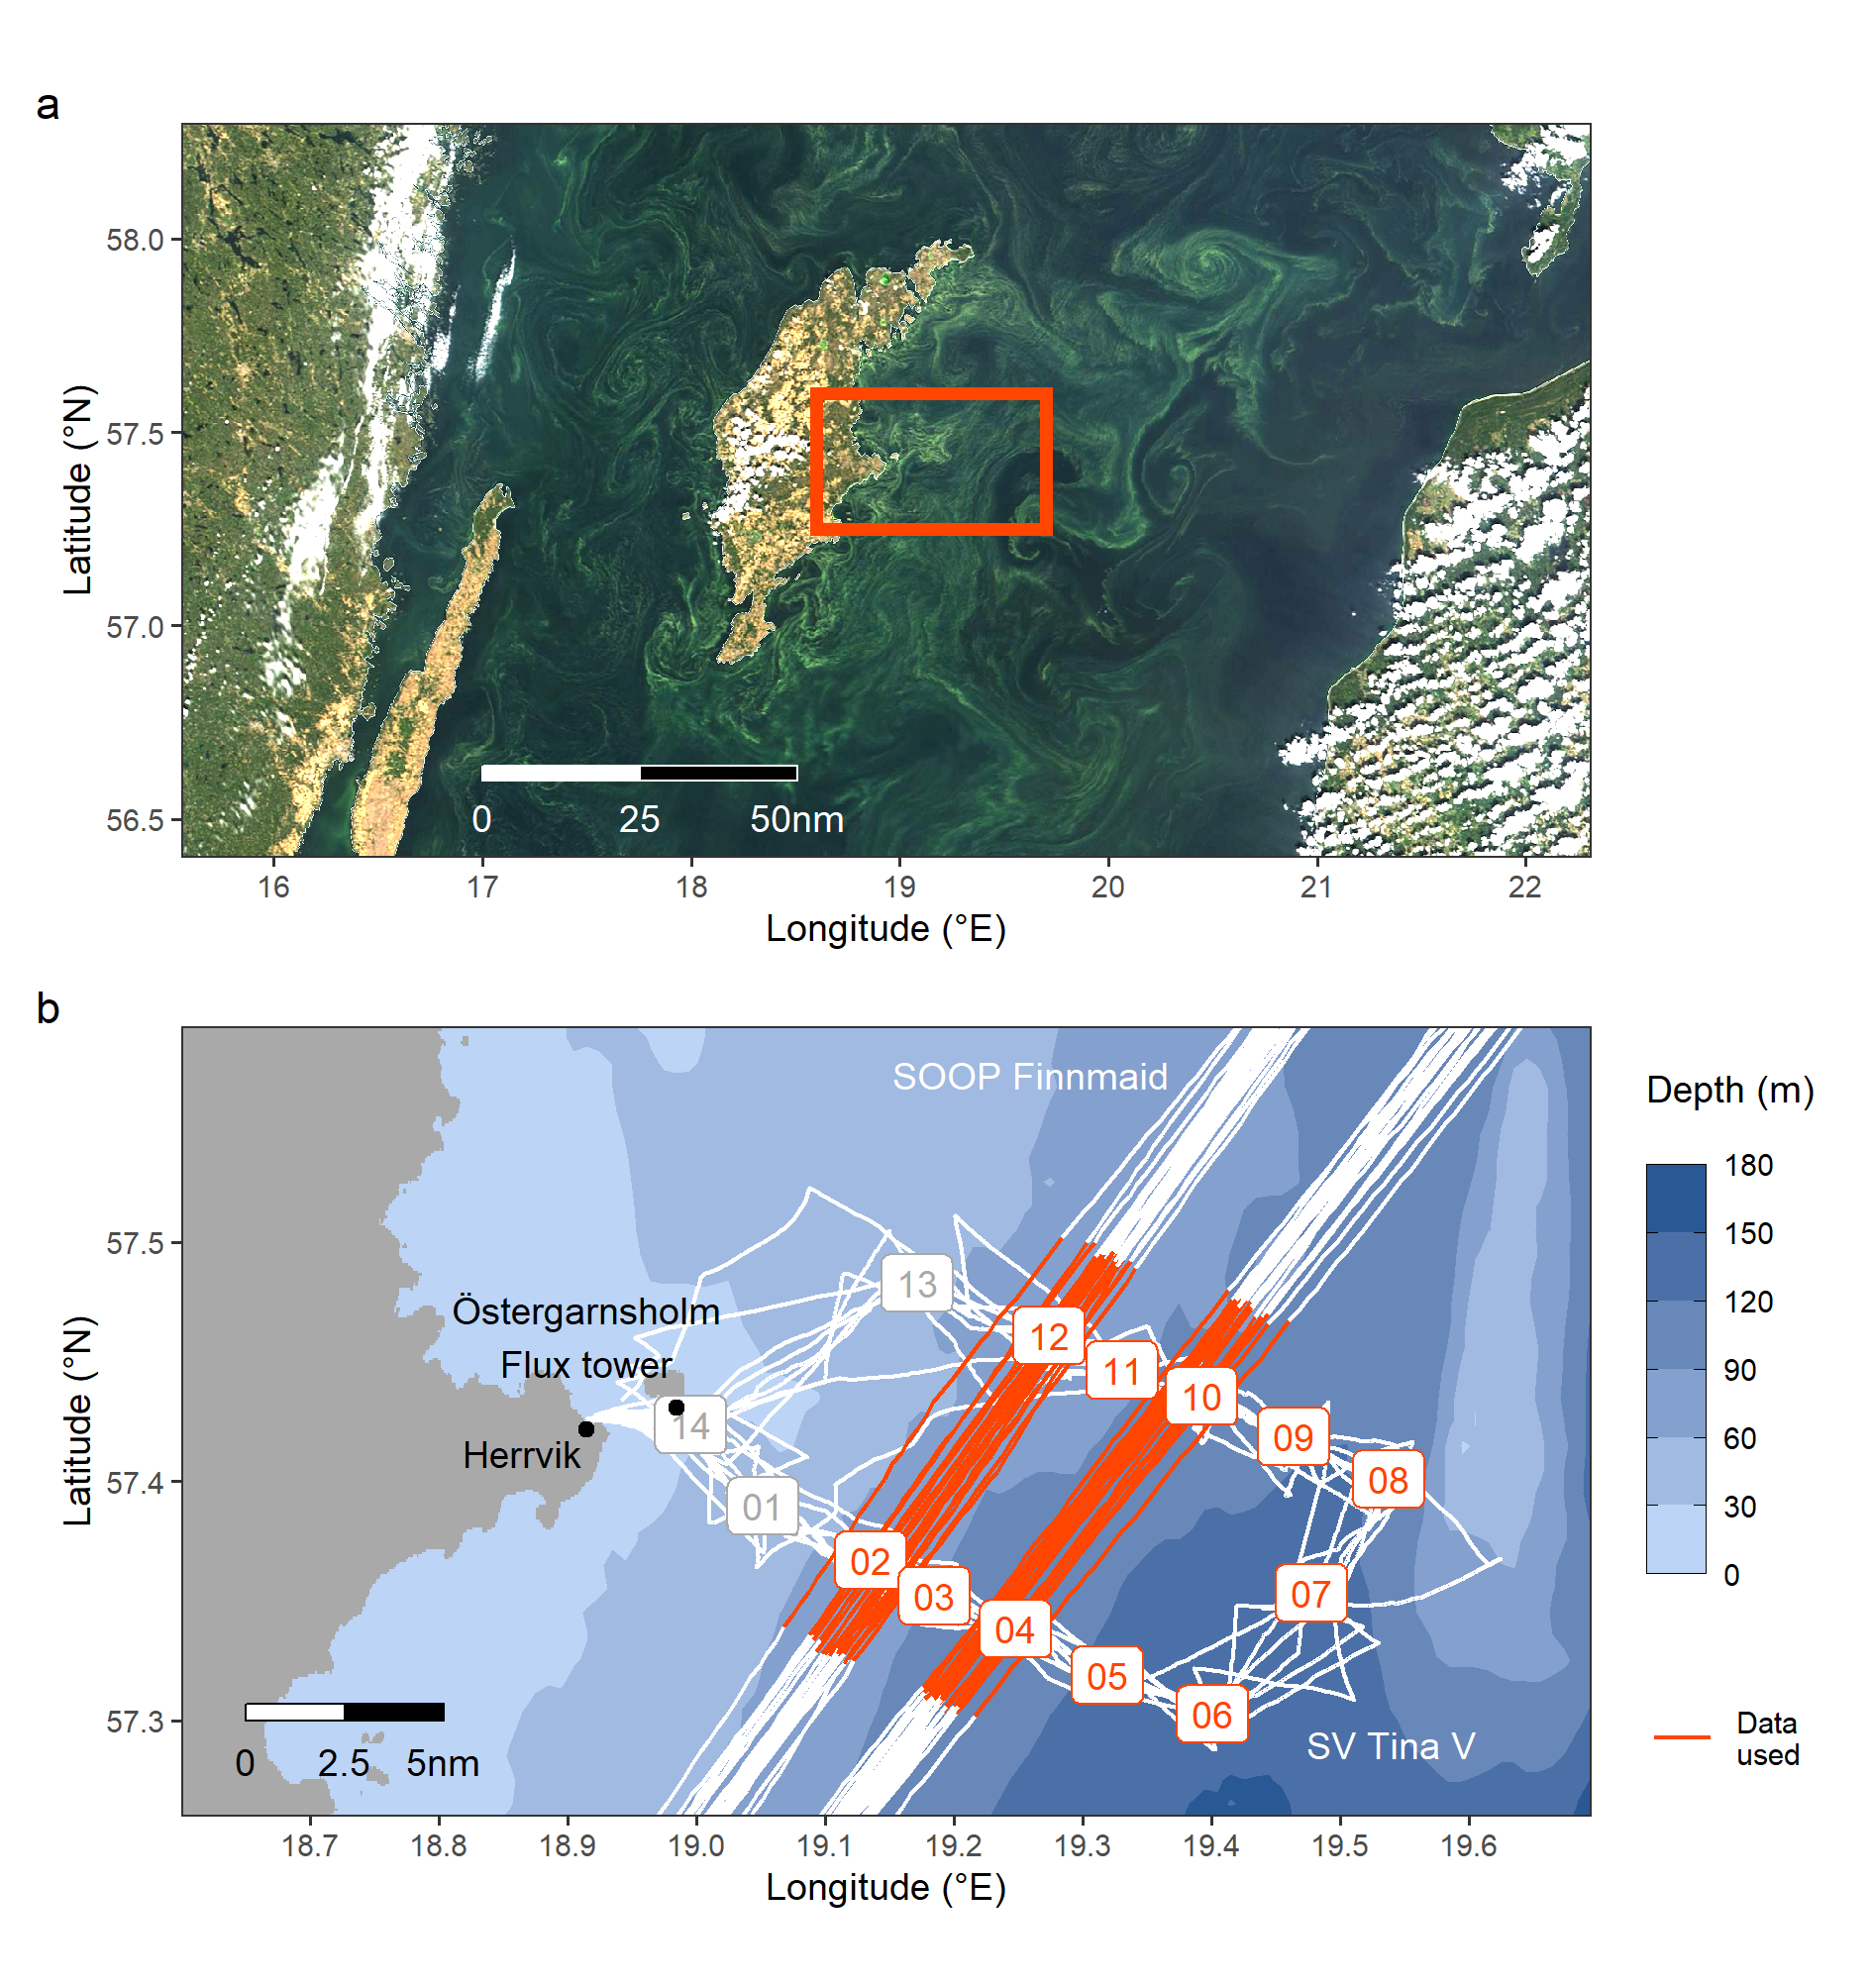 a
58.0
57.5
57.0
56.5
Latitude (°N)
0 25 50nm
16 17 18 19 20 21 22
Longitude (°E)
b
SOOP Finnmaid
Depth (m)
180
150
120
90
60
30
0
57.5
57.4
57.3
Latitude (°N)
13
Östergarnsholm
12
Flux tower
11
10
14
09
Herrvik
08
01
02
03
07
04
05
06
SV Tina V
Data
used
0 2.5 5nm
18.7 18.8 18.9 19.0 19.1 19.2 19.3 19.4 19.5 19.6
Longitude (°E)